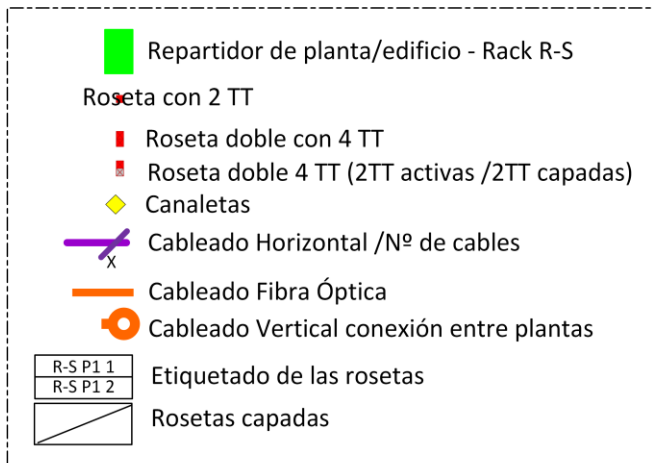 Repartidor de planta/edificio - Rack R-S
Roseta con 2 TT
Roseta doble con 4 TT
Roseta doble 4 TT (2TT activas /2TT capadas)
Canaletas
Cableado Horizontal /Nº de cables
X
Cableado Fibra Óptica
Cableado Vertical conexión entre plantas
R-S P1 1
R-S P1 2
Etiquetado de las rosetas
Rosetas capadas